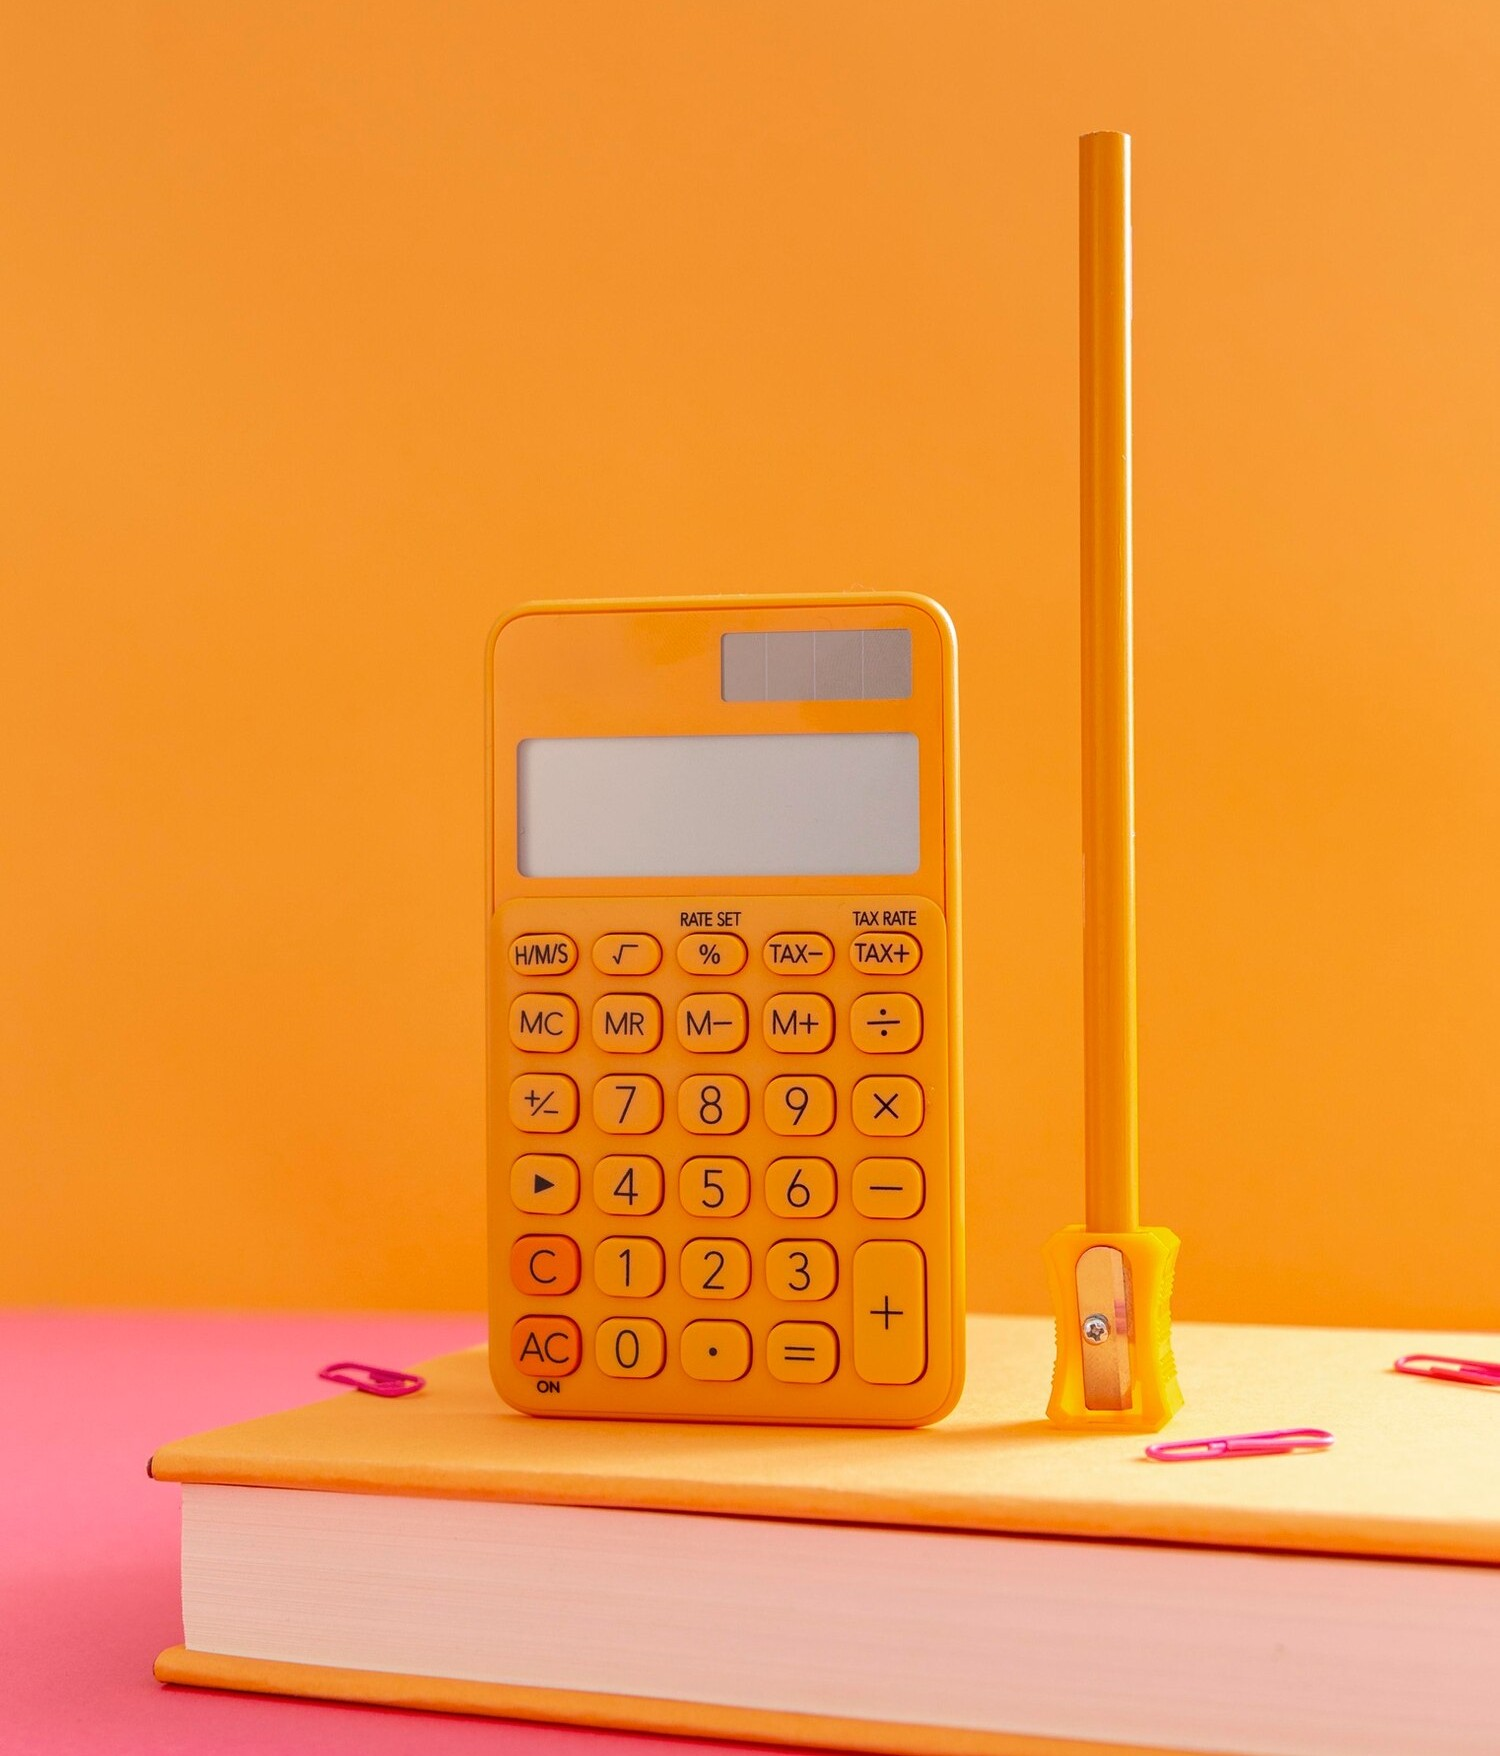 RATE SET TAX RATE
H/M/S √ % TAX− TAX+
MC MR M− M+ ÷
+/− 7 8 9 ×
▶ 4 5 6 −
C 1 2 3 +
AC 0 · =
ON